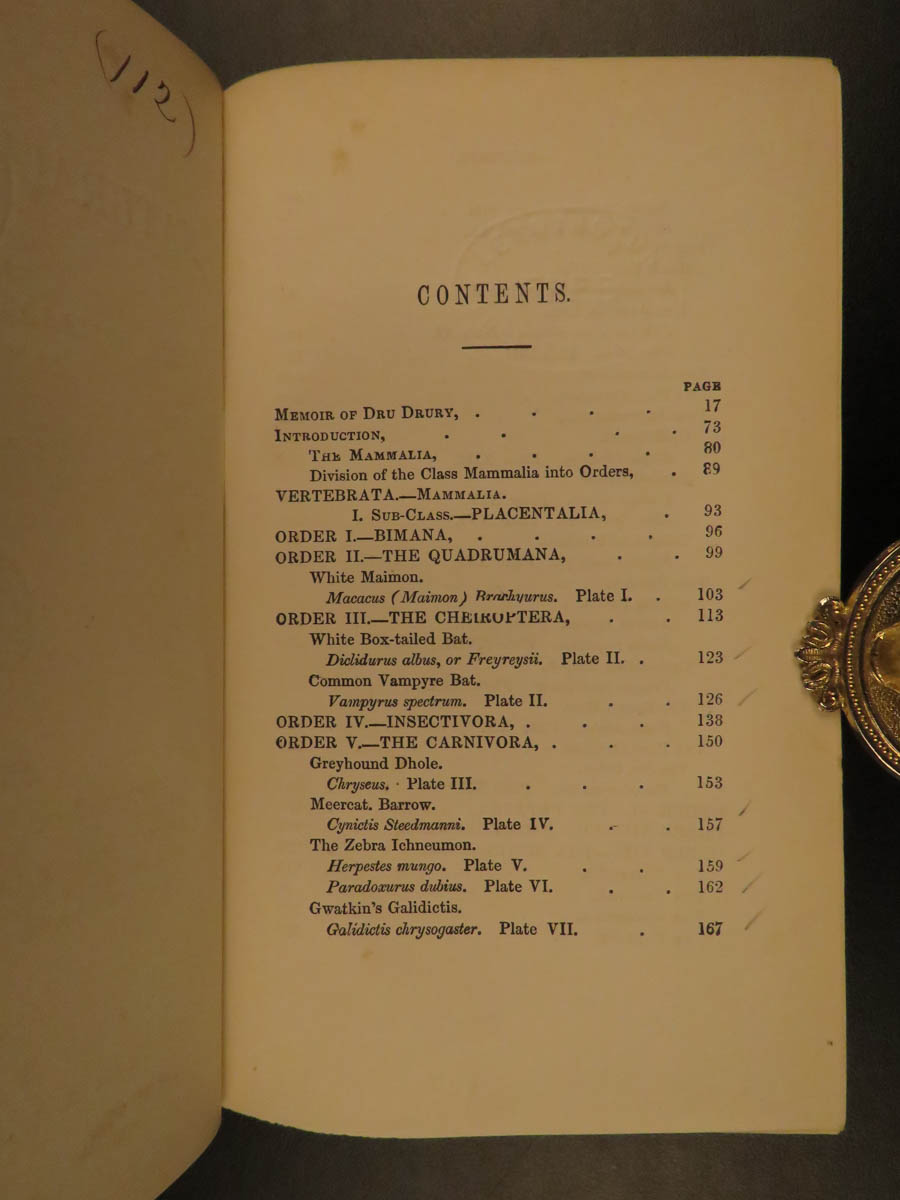 (112)
CONTENTS.
PAGE
MEMOIR OF DRU DRURY, . . . . 17
INTRODUCTION, . . . . 73
THE MAMMALIA, . . . . 80
Division of the Class Mammalia into Orders, . 89
VERTEBRATA.—MAMMALIA.
I. SUB-CLASS.—PLACENTALIA, . 93
ORDER I.—BIMANA, . . . . 96
ORDER II.—THE QUADRUMANA, . . 99
White Maimon.
Macacus (Maimon) Brachyurus. Plate I. . 103
ORDER III.—THE CHEIROPTERA, . . 113
White Box-tailed Bat.
Diclidurus albus, or Freyreysii. Plate II. . 123
Common Vampyre Bat.
Vampyrus spectrum. Plate II. . . 126
ORDER IV.—INSECTIVORA, . . . 138
ORDER V.—THE CARNIVORA, . . . 150
Greyhound Dhole.
Chryseus. Plate III. . . . 153
Meercat. Barrow.
Cynictis Steedmanni. Plate IV. . . 157
The Zebra Ichneumon.
Herpestes mungo. Plate V. . . 159
Paradoxurus dubius. Plate VI. . . 162
Gwatkin's Galidictis.
Galidictis chrysogaster. Plate VII. . 167